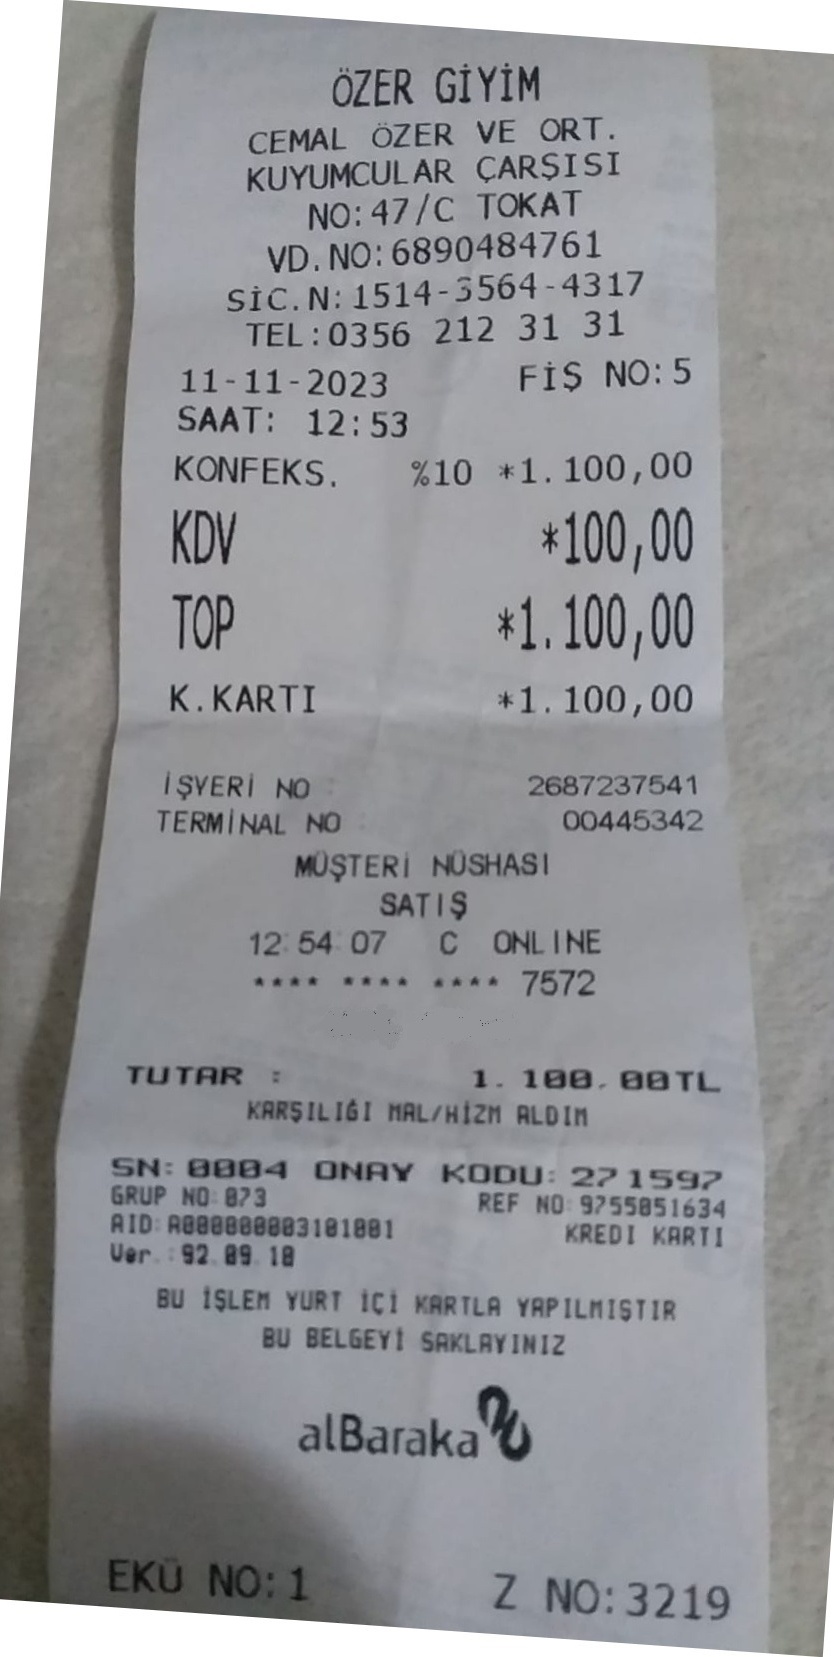 ÖZER GİYİM
CEMAL ÖZER VE ORT.
KUYUMCULAR ÇARŞISI
NO:47/C TOKAT
VD.NO:6890484761
SİC.N:1514-3564-4317
TEL:0356 212 31 31
11-11-2023 FİŞ NO:5
SAAT: 12:53
KONFEKS. %10 *1.100,00
KDV *100,00
TOP *1.100,00
K.KARTI *1.100,00
İŞYERİ NO : 2687237541
TERMİNAL NO : 00445342
MÜŞTERİ NÜSHASI
SATIŞ
12:54:07 C ONLINE
**** **** **** 7572
TUTAR : 1.100.00TL
KARŞILIĞI MAL/HİZM ALDIM
SN: 0004 ONAY KODU: 271597
GRUP NO:073 REF NO:9755051634
AID:A0000000003101001 KREDI KARTI
Ver. :92.09.10
BU İŞLEM YURT İÇİ KARTLA YAPILMIŞTIR
BU BELGEYİ SAKLAYINIZ
alBaraka
EKÜ NO:1 Z NO:3219